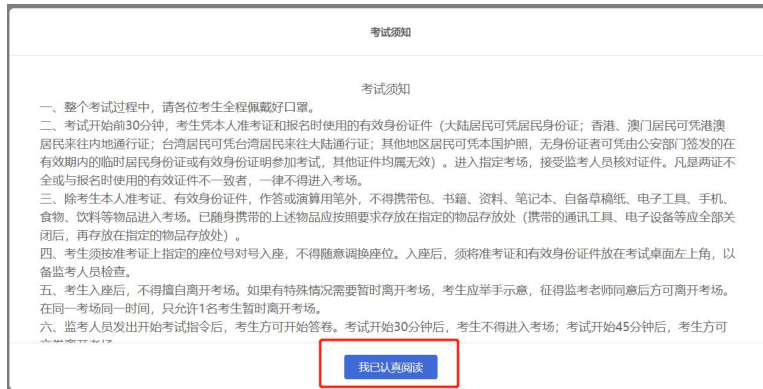 考试须知
考试须知
一、整个考试过程中，请各位考生全程佩戴好口罩。
二、考试开始前30分钟，考生凭本人准考证和报名时使用的有效身份证件（大陆居民可凭居民身份证；香港、澳门居民可凭港澳
居民来往内地通行证；台湾居民可凭台湾居民来往大陆通行证；其他地区居民可凭本国护照，无身份证者可凭由公安部门签发的在
有效期内的临时居民身份证或有效身份证明参加考试，其他证件均属无效）。进入指定考场，接受监考人员核对证件。凡是两证不
全或与报名时使用的有效证件不一致者，一律不得进入考场。
三、除考生本人准考证、有效身份证件，作答或演算用笔外，不得携带包、书籍、资料、笔记本、自备草稿纸、电子工具、手机、
食物、饮料等物品进入考场。已随身携带的上述物品应按照要求存放在指定的物品存放处（携带的通讯工具、电子设备等应全部关
闭后，再存放在指定的物品存放处）。
四、考生须按准考证上指定的座位号对号入座，不得随意调换座位。入座后，须将准考证和有效身份证件放在考试桌面左上角，以
备监考人员检查。
五、考生入座后，不得擅自离开考场。如果有特殊情况需要暂时离开考场，考生应举手示意，征得监考老师同意后方可离开考场。
在同一考场同一时间，只允许1名考生暂时离开考场。
六、监考人员发出开始考试指令后，考生方可开始答卷。考试开始30分钟后，考生不得进入考场；考试开始45分钟后，考生方可
我已认真阅读